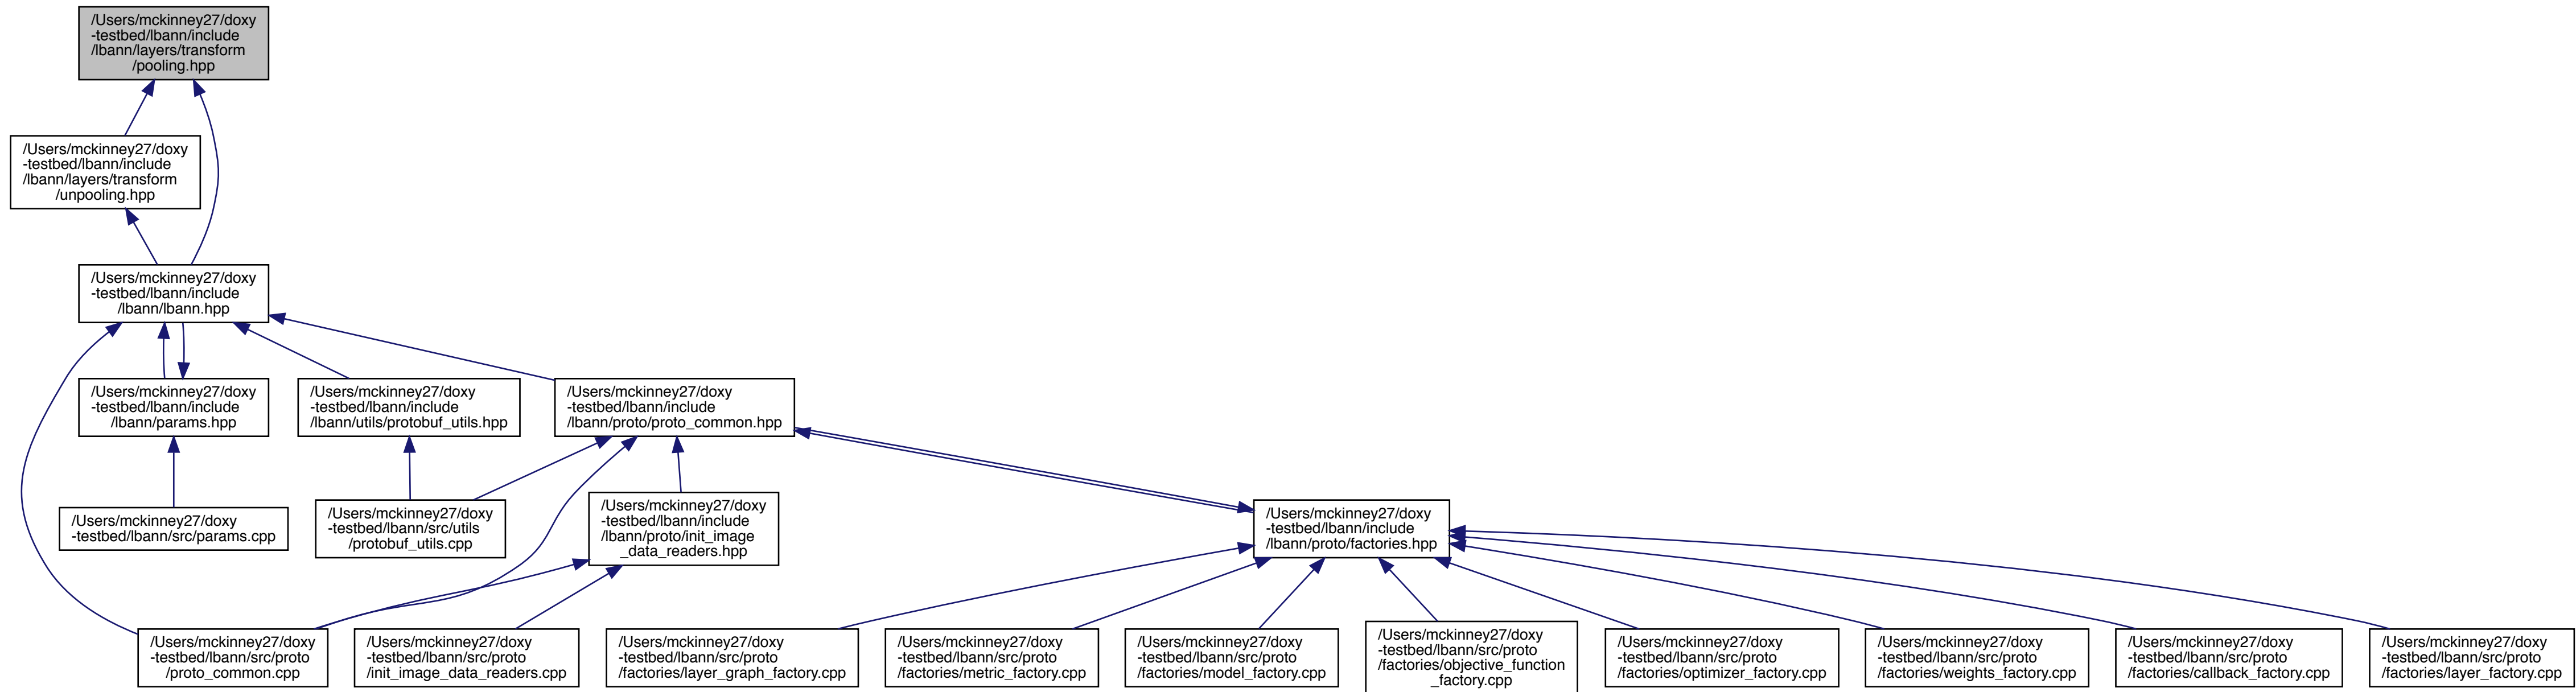 /Users/mckinney27/doxy
-testbed/lbann/include
/lbann/layers/transform
/pooling.hpp
/Users/mckinney27/doxy
-testbed/lbann/include
/lbann/layers/transform
/unpooling.hpp
/Users/mckinney27/doxy
-testbed/lbann/include
/lbann/lbann.hpp
/Users/mckinney27/doxy
-testbed/lbann/include
/lbann/params.hpp
/Users/mckinney27/doxy
-testbed/lbann/include
/lbann/utils/protobuf_utils.hpp
/Users/mckinney27/doxy
-testbed/lbann/include
/lbann/proto/proto_common.hpp
/Users/mckinney27/doxy
-testbed/lbann/src/params.cpp
/Users/mckinney27/doxy
-testbed/lbann/src/utils
/protobuf_utils.cpp
/Users/mckinney27/doxy
-testbed/lbann/include
/lbann/proto/init_image
_data_readers.hpp
/Users/mckinney27/doxy
-testbed/lbann/include
/lbann/proto/factories.hpp
/Users/mckinney27/doxy
-testbed/lbann/src/proto
/proto_common.cpp
/Users/mckinney27/doxy
-testbed/lbann/src/proto
/init_image_data_readers.cpp
/Users/mckinney27/doxy
-testbed/lbann/src/proto
/factories/layer_graph_factory.cpp
/Users/mckinney27/doxy
-testbed/lbann/src/proto
/factories/metric_factory.cpp
/Users/mckinney27/doxy
-testbed/lbann/src/proto
/factories/model_factory.cpp
/Users/mckinney27/doxy
-testbed/lbann/src/proto
/factories/objective_function
_factory.cpp
/Users/mckinney27/doxy
-testbed/lbann/src/proto
/factories/optimizer_factory.cpp
/Users/mckinney27/doxy
-testbed/lbann/src/proto
/factories/weights_factory.cpp
/Users/mckinney27/doxy
-testbed/lbann/src/proto
/factories/callback_factory.cpp
/Users/mckinney27/doxy
-testbed/lbann/src/proto
/factories/layer_factory.cpp